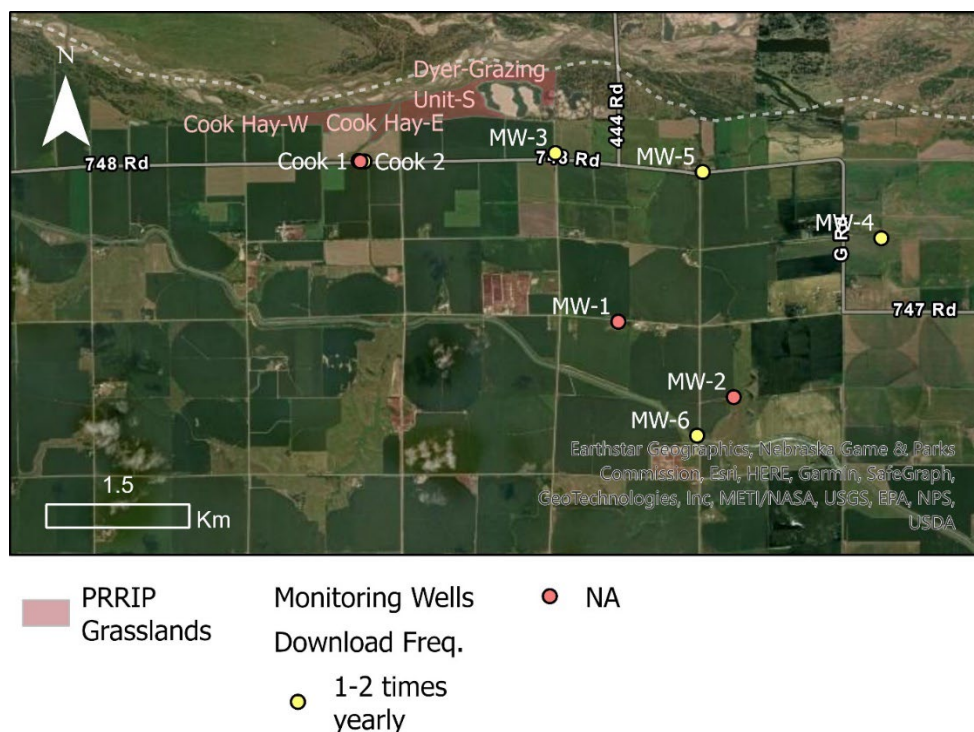 N
Dyer-Grazing
Unit-S
Cook Hay-W
Cook Hay-E
444 Rd
MW-3
748 Rd
Cook 1
Cook 2
748 Rd
MW-5
MW-4
G Rd
747 Rd
MW-1
MW-2
MW-6
Earthstar Geographics, Nebraska Game & Parks
Commission, Esri, HERE, Garmin, SafeGraph,
GeoTechnologies, Inc, METI/NASA, USGS, EPA, NPS,
USDA
1.5
Km
PRRIP
Grasslands
Monitoring Wells
Download Freq.
1-2 times
yearly
NA